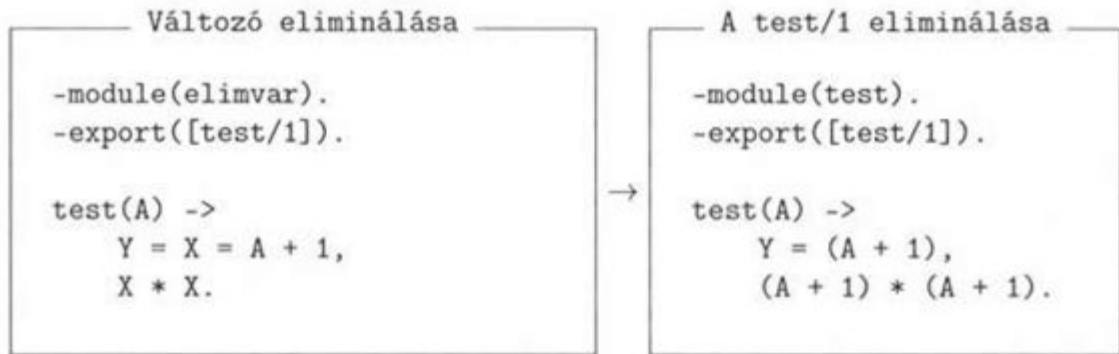 Változó eliminálása
-module(elimvar).
-export([test/1]).
test(A) ->
    Y = X = A + 1,
    X * X.
→
A test/1 eliminálása
-module(test).
-export([test/1]).
test(A) ->
    Y = (A + 1),
    (A + 1) * (A + 1).